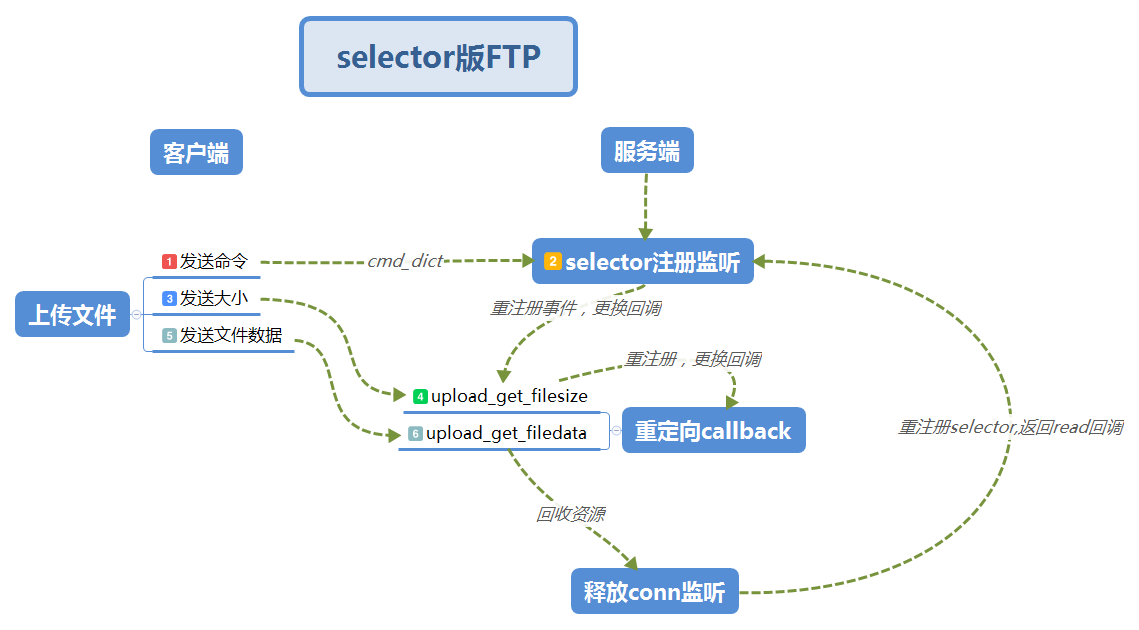 selector版FTP
客户端
服务端
1 发送命令
cmd_dict
2 selector注册监听
3 发送大小
重注册事件，更换回调
上传文件
5 发送文件数据
重注册，更换回调
4 upload_get_filesize
6 upload_get_filedata
重定向callback
重注册selector,返回read回调
回收资源
释放conn监听